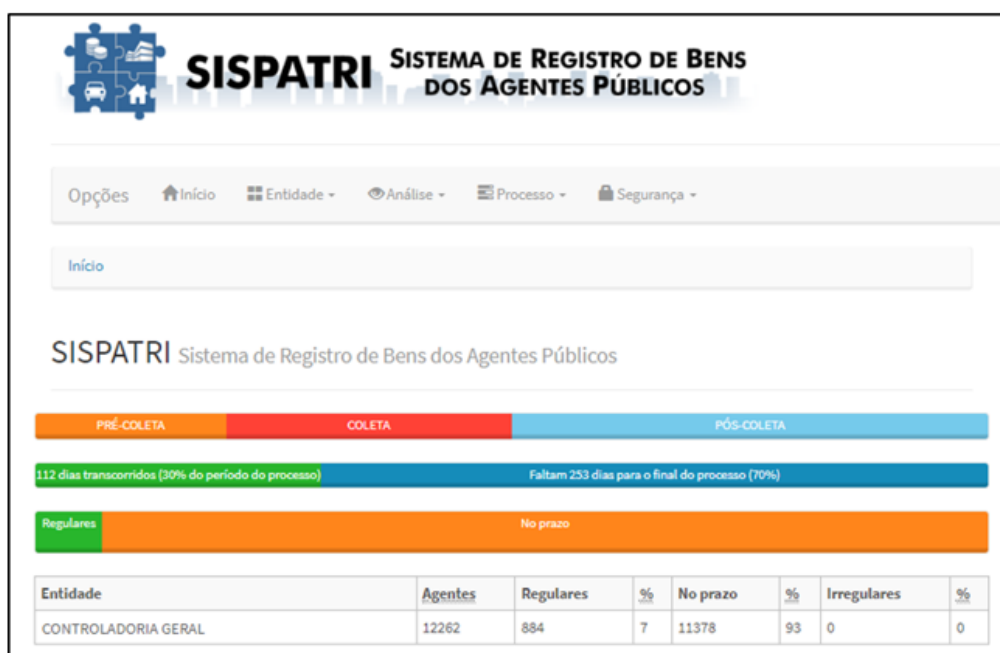 SISPATRI SISTEMA DE REGISTRO DE BENS
DOS AGENTES PÚBLICOS
Opções Início Entidade Análise Processo Segurança
Início
SISPATRI Sistema de Registro de Bens dos Agentes Públicos
PRÉ-COLETA COLETA PÓS-COLETA
112 dias transcorridos (30% do período do processo) Faltam 253 dias para o final do processo (70%)
Regulares No prazo
Entidade Agentes Regulares % No prazo % Irregulares %
CONTROLADORIA GERAL 12262 884 7 11378 93 0 0